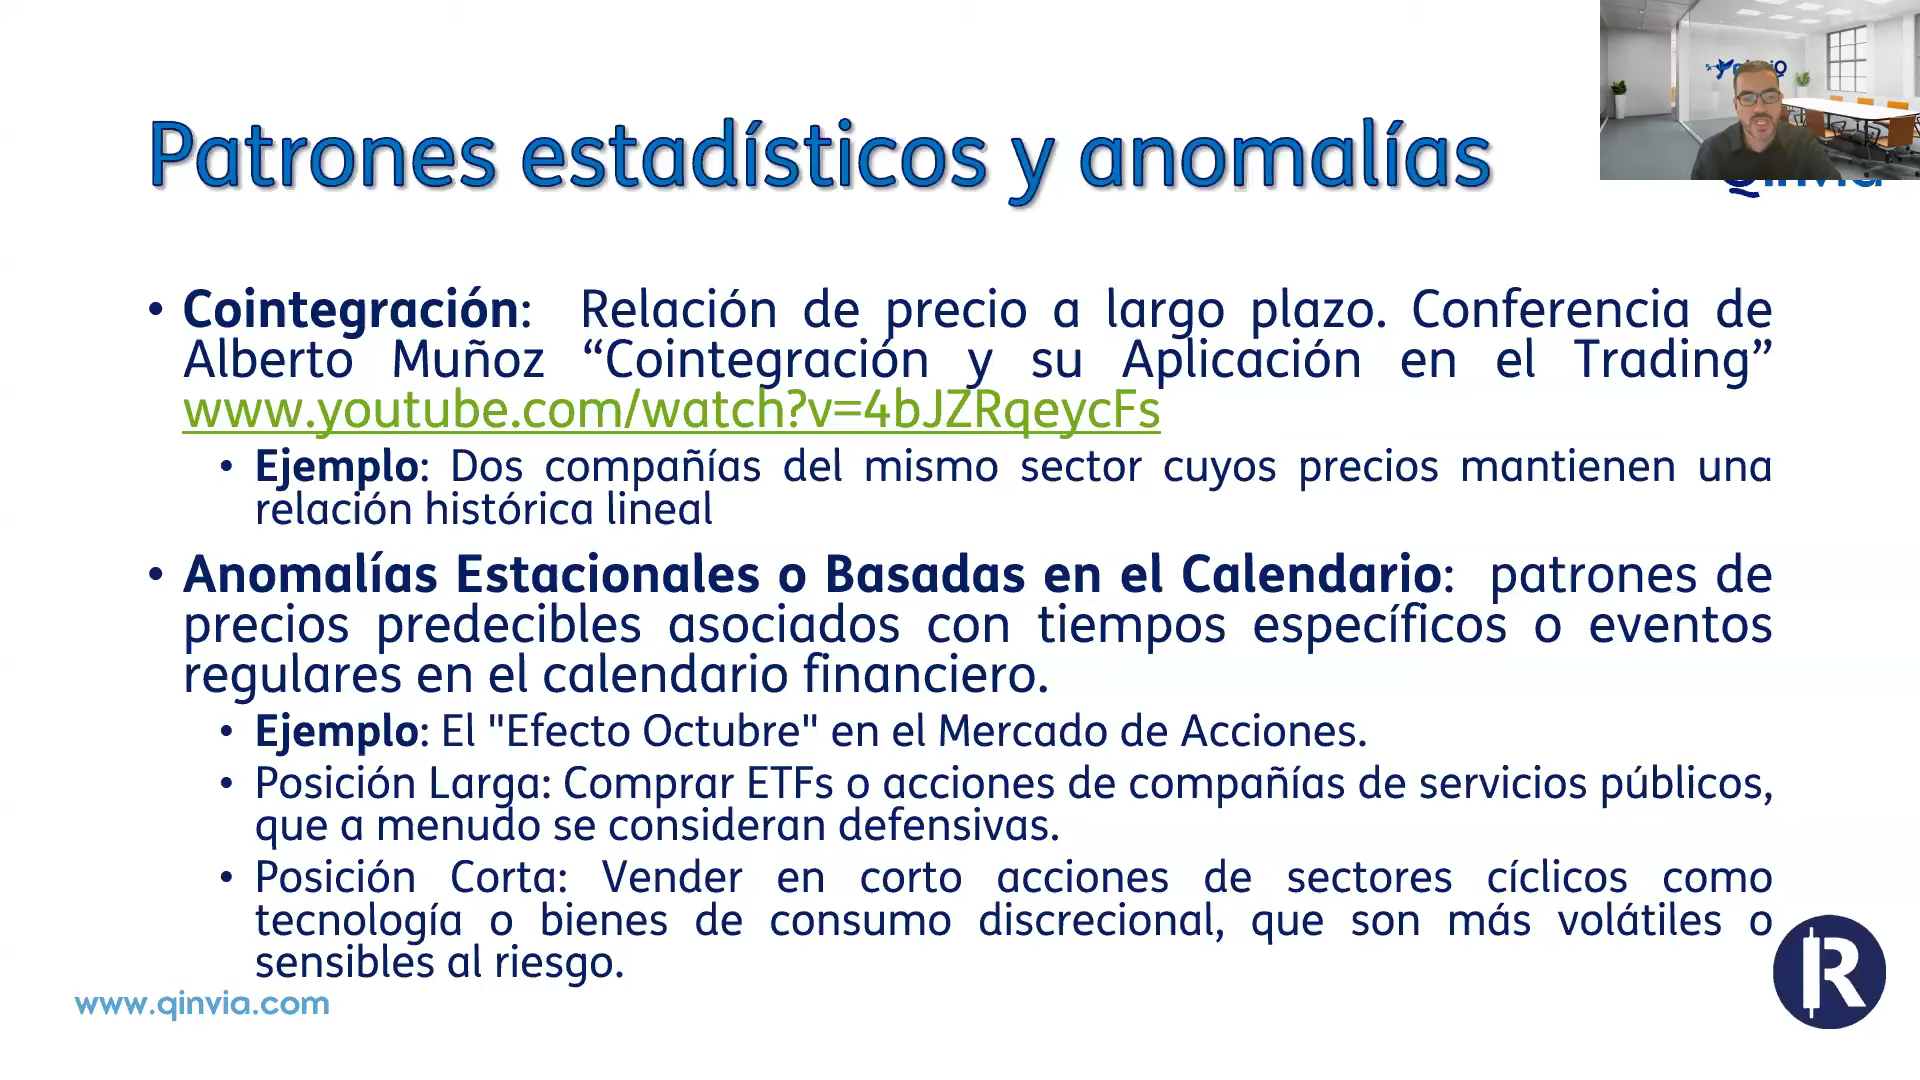 Patrones estadísticos y anomalías
• Cointegración: Relación de precio a largo plazo. Conferencia de
Alberto Muñoz “Cointegración y su Aplicación en el Trading”
www.youtube.com/watch?v=4bJZRqeycFs
• Ejemplo: Dos compañías del mismo sector cuyos precios mantienen una
relación histórica lineal
• Anomalías Estacionales o Basadas en el Calendario: patrones de
precios predecibles asociados con tiempos específicos o eventos
regulares en el calendario financiero.
• Ejemplo: El "Efecto Octubre" en el Mercado de Acciones.
• Posición Larga: Comprar ETFs o acciones de compañías de servicios públicos,
que a menudo se consideran defensivas.
• Posición Corta: Vender en corto acciones de sectores cíclicos como
tecnología o bienes de consumo discrecional, que son más volátiles o
sensibles al riesgo.
www.qinvia.com
R